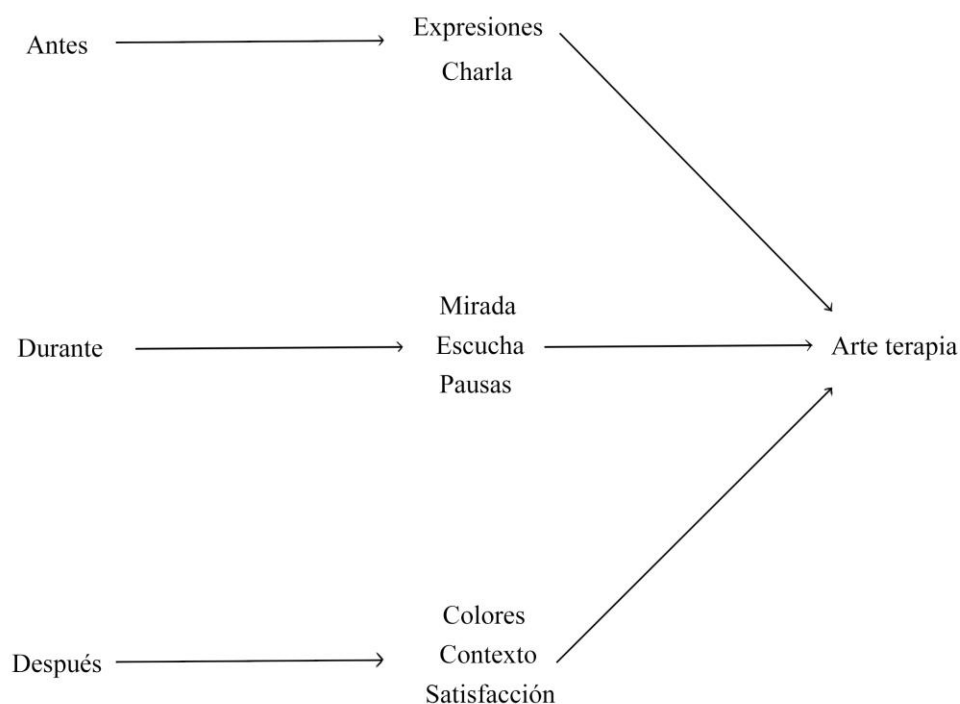 Antes
Expresiones
Charla
Durante
Mirada
Escucha
Pausas
Arte terapia
Después
Colores
Contexto
Satisfacción